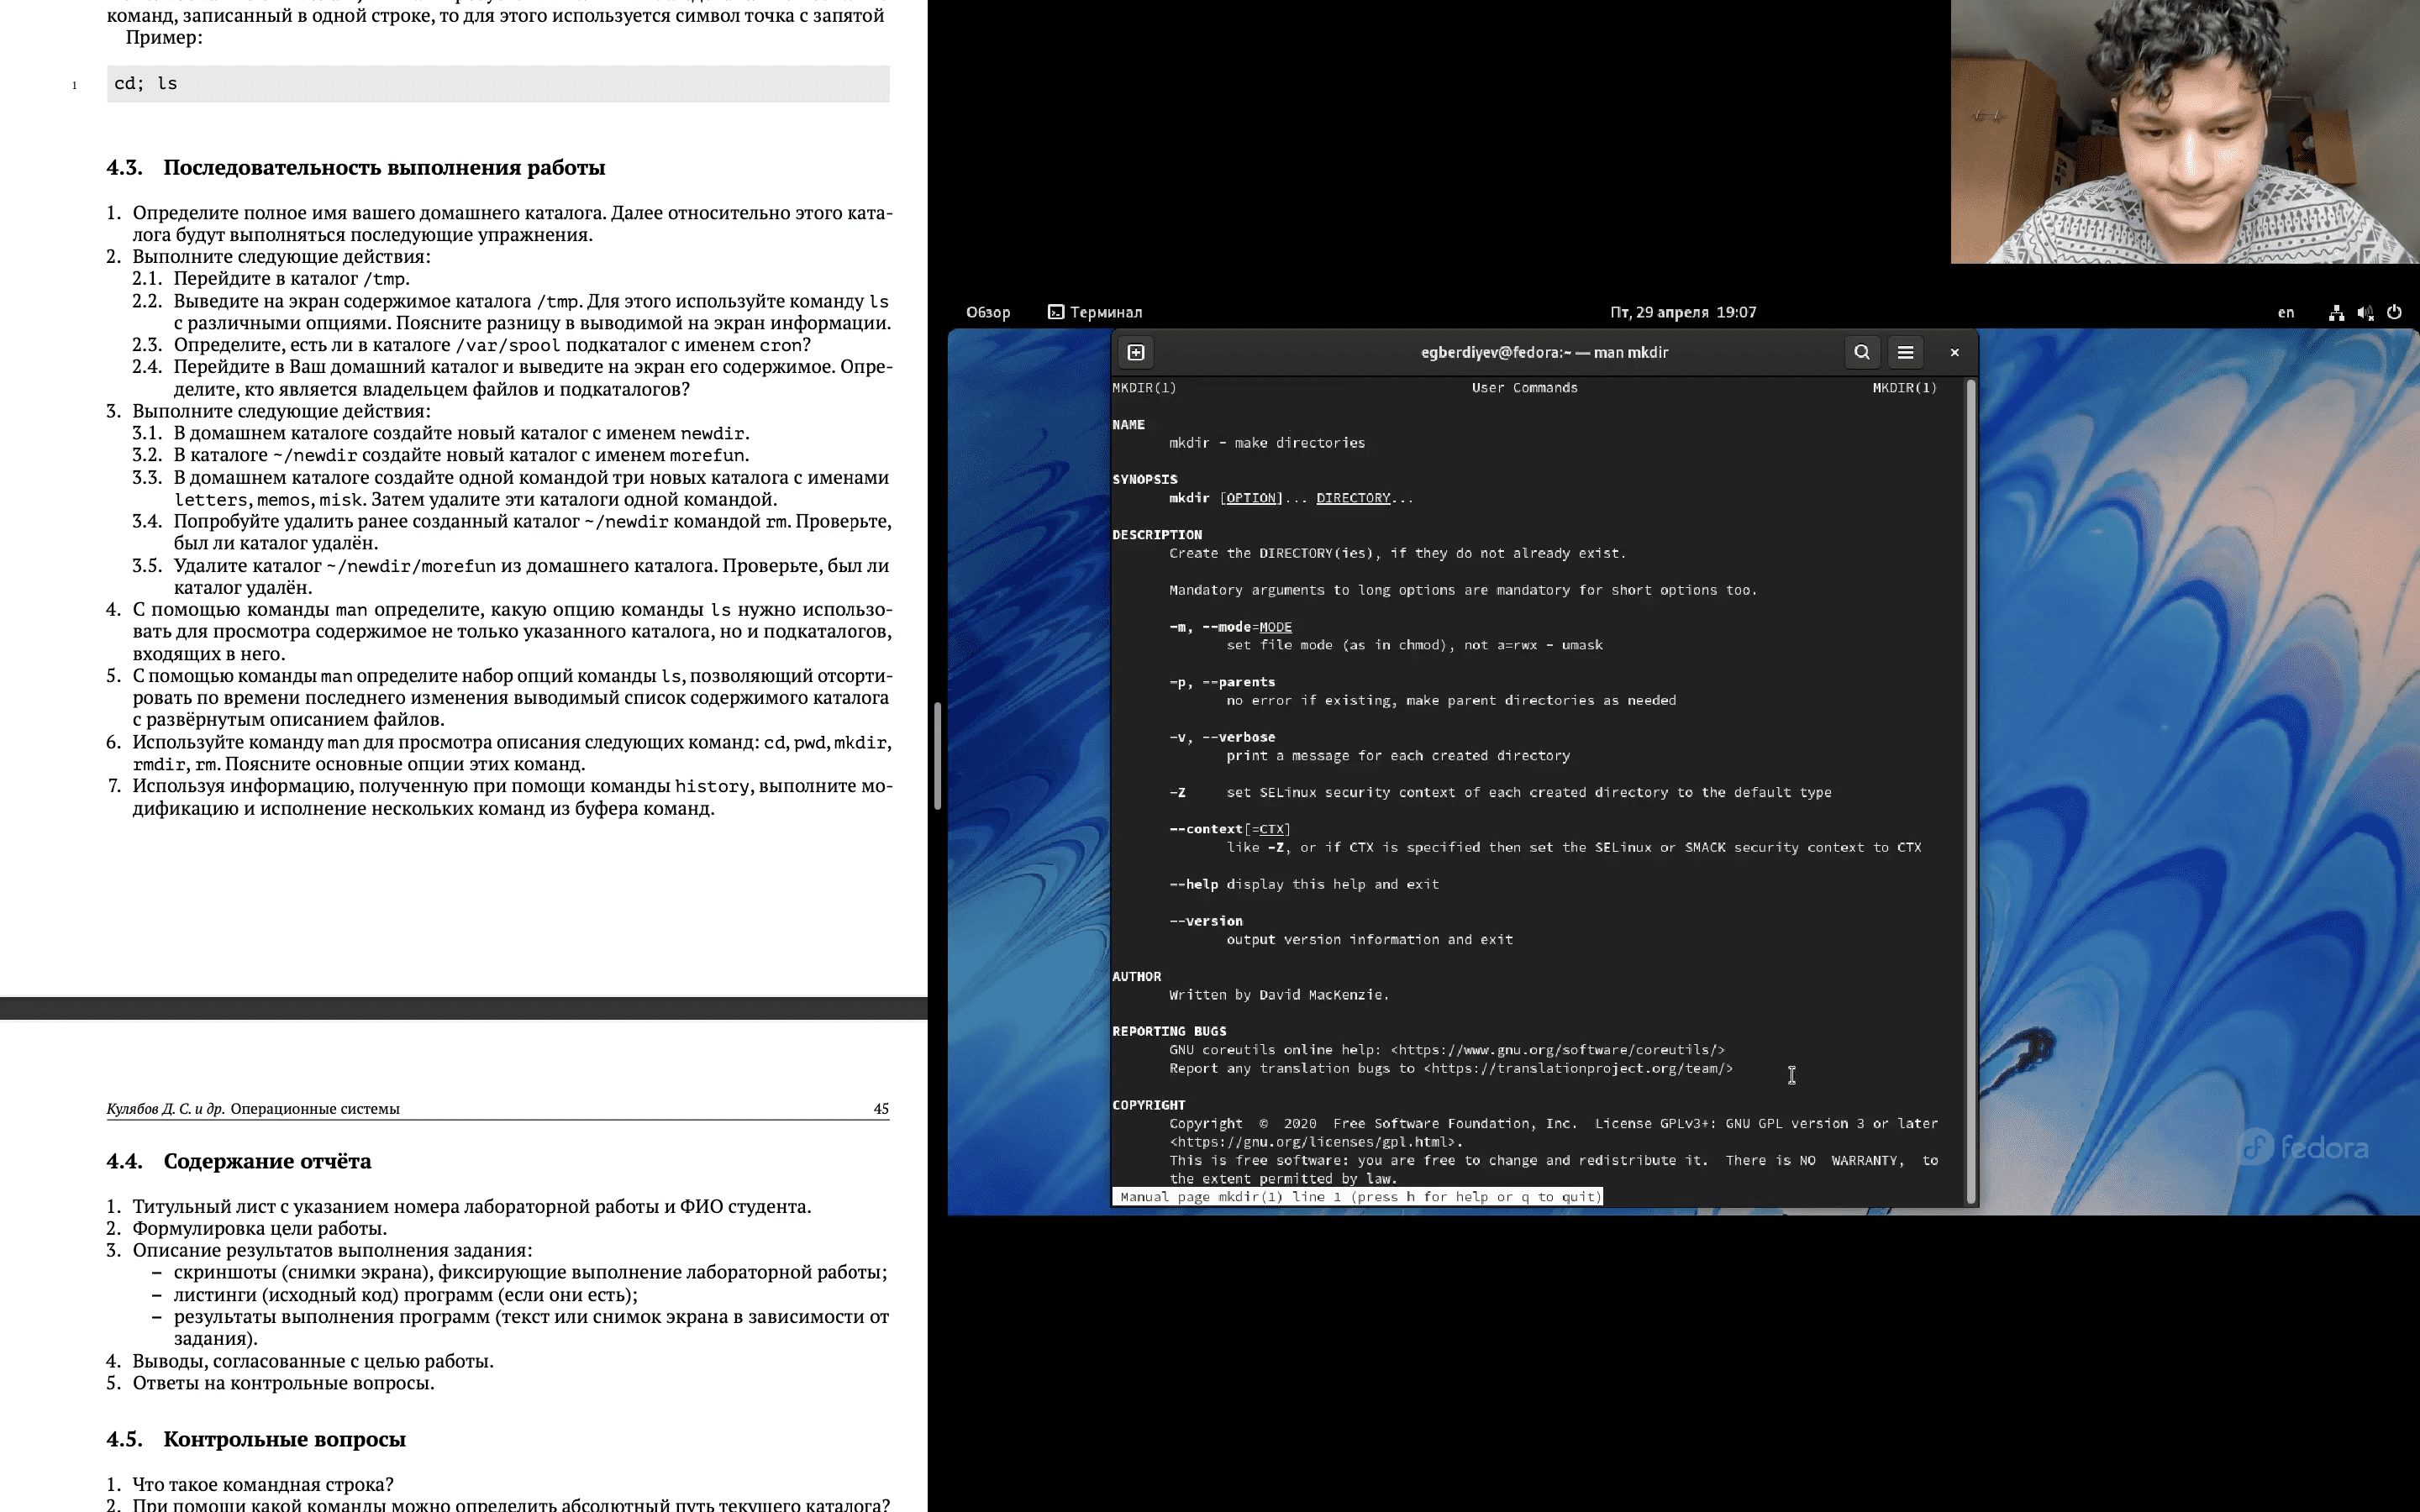 команд, записанный в одной строке, то для этого используется символ точка с запятой
Пример:
1 cd; ls
4.3. Последовательность выполнения работы
1. Определите полное имя вашего домашнего каталога. Далее относительно этого ката-
лога будут выполняться последующие упражнения.
2. Выполните следующие действия:
2.1. Перейдите в каталог /tmp.
2.2. Выведите на экран содержимое каталога /tmp. Для этого используйте команду ls
с различными опциями. Поясните разницу в выводимой на экран информации.
2.3. Определите, есть ли в каталоге /var/spool подкаталог с именем cron?
2.4. Перейдите в Ваш домашний каталог и выведите на экран его содержимое. Опре-
делите, кто является владельцем файлов и подкаталогов?
3. Выполните следующие действия:
3.1. В домашнем каталоге создайте новый каталог с именем newdir.
3.2. В каталоге ~/newdir создайте новый каталог с именем morefun.
3.3. В домашнем каталоге создайте одной командой три новых каталога с именами
letters, memos, misk. Затем удалите эти каталоги одной командой.
3.4. Попробуйте удалить ранее созданный каталог ~/newdir командой rm. Проверьте,
был ли каталог удалён.
3.5. Удалите каталог ~/newdir/morefun из домашнего каталога. Проверьте, был ли
каталог удалён.
4. С помощью команды man определите, какую опцию команды ls нужно использо-
вать для просмотра содержимое не только указанного каталога, но и подкаталогов,
входящих в него.
5. С помощью команды man определите набор опций команды ls, позволяющий отсорти-
ровать по времени последнего изменения выводимый список содержимого каталога
с развёрнутым описанием файлов.
6. Используйте команду man для просмотра описания следующих команд: cd, pwd, mkdir,
rmdir, rm. Поясните основные опции этих команд.
7. Используя информацию, полученную при помощи команды history, выполните мо-
дификацию и исполнение нескольких команд из буфера команд.
Кулябов Д. С. и др. Операционные системы 45
4.4. Содержание отчёта
1. Титульный лист с указанием номера лабораторной работы и ФИО студента.
2. Формулировка цели работы.
3. Описание результатов выполнения задания:
– скриншоты (снимки экрана), фиксирующие выполнение лабораторной работы;
– листинги (исходный код) программ (если они есть);
– результаты выполнения программ (текст или снимок экрана в зависимости от
задания).
4. Выводы, согласованные с целью работы.
5. Ответы на контрольные вопросы.
4.5. Контрольные вопросы
1. Что такое командная строка?
2. При помощи какой команды можно определить абсолютный путь текущего каталога?
Обзор Терминал Пт, 29 апреля 19:07 en
egberdiyev@fedora:~ — man mkdir
MKDIR(1) User Commands MKDIR(1)
NAME
mkdir - make directories
SYNOPSIS
mkdir [OPTION]... DIRECTORY...
DESCRIPTION
Create the DIRECTORY(ies), if they do not already exist.
Mandatory arguments to long options are mandatory for short options too.
-m, --mode=MODE
set file mode (as in chmod), not a=rwx - umask
-p, --parents
no error if existing, make parent directories as needed
-v, --verbose
print a message for each created directory
-Z set SELinux security context of each created directory to the default type
--context[=CTX]
like -Z, or if CTX is specified then set the SELinux or SMACK security context to CTX
--help display this help and exit
--version
output version information and exit
AUTHOR
Written by David MacKenzie.
REPORTING BUGS
GNU coreutils online help: <https://www.gnu.org/software/coreutils/>
Report any translation bugs to <https://translationproject.org/team/>
COPYRIGHT
Copyright © 2020 Free Software Foundation, Inc. License GPLv3+: GNU GPL version 3 or later
<https://gnu.org/licenses/gpl.html>.
This is free software: you are free to change and redistribute it. There is NO WARRANTY, to
the extent permitted by law.
Manual page mkdir(1) line 1 (press h for help or q to quit)
fedora